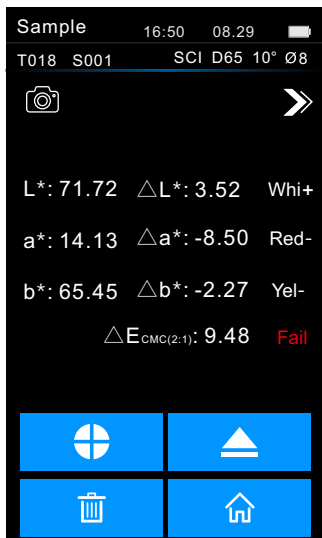 Sample 16:50 08.29
T018 S001 SCI D65 10° Ø8
L*: 71.72 △L*: 3.52 Whi+
a*: 14.13 △a*: -8.50 Red-
b*: 65.45 △b*: -2.27 Yel-
△E CMC(2:1): 9.48 Fail